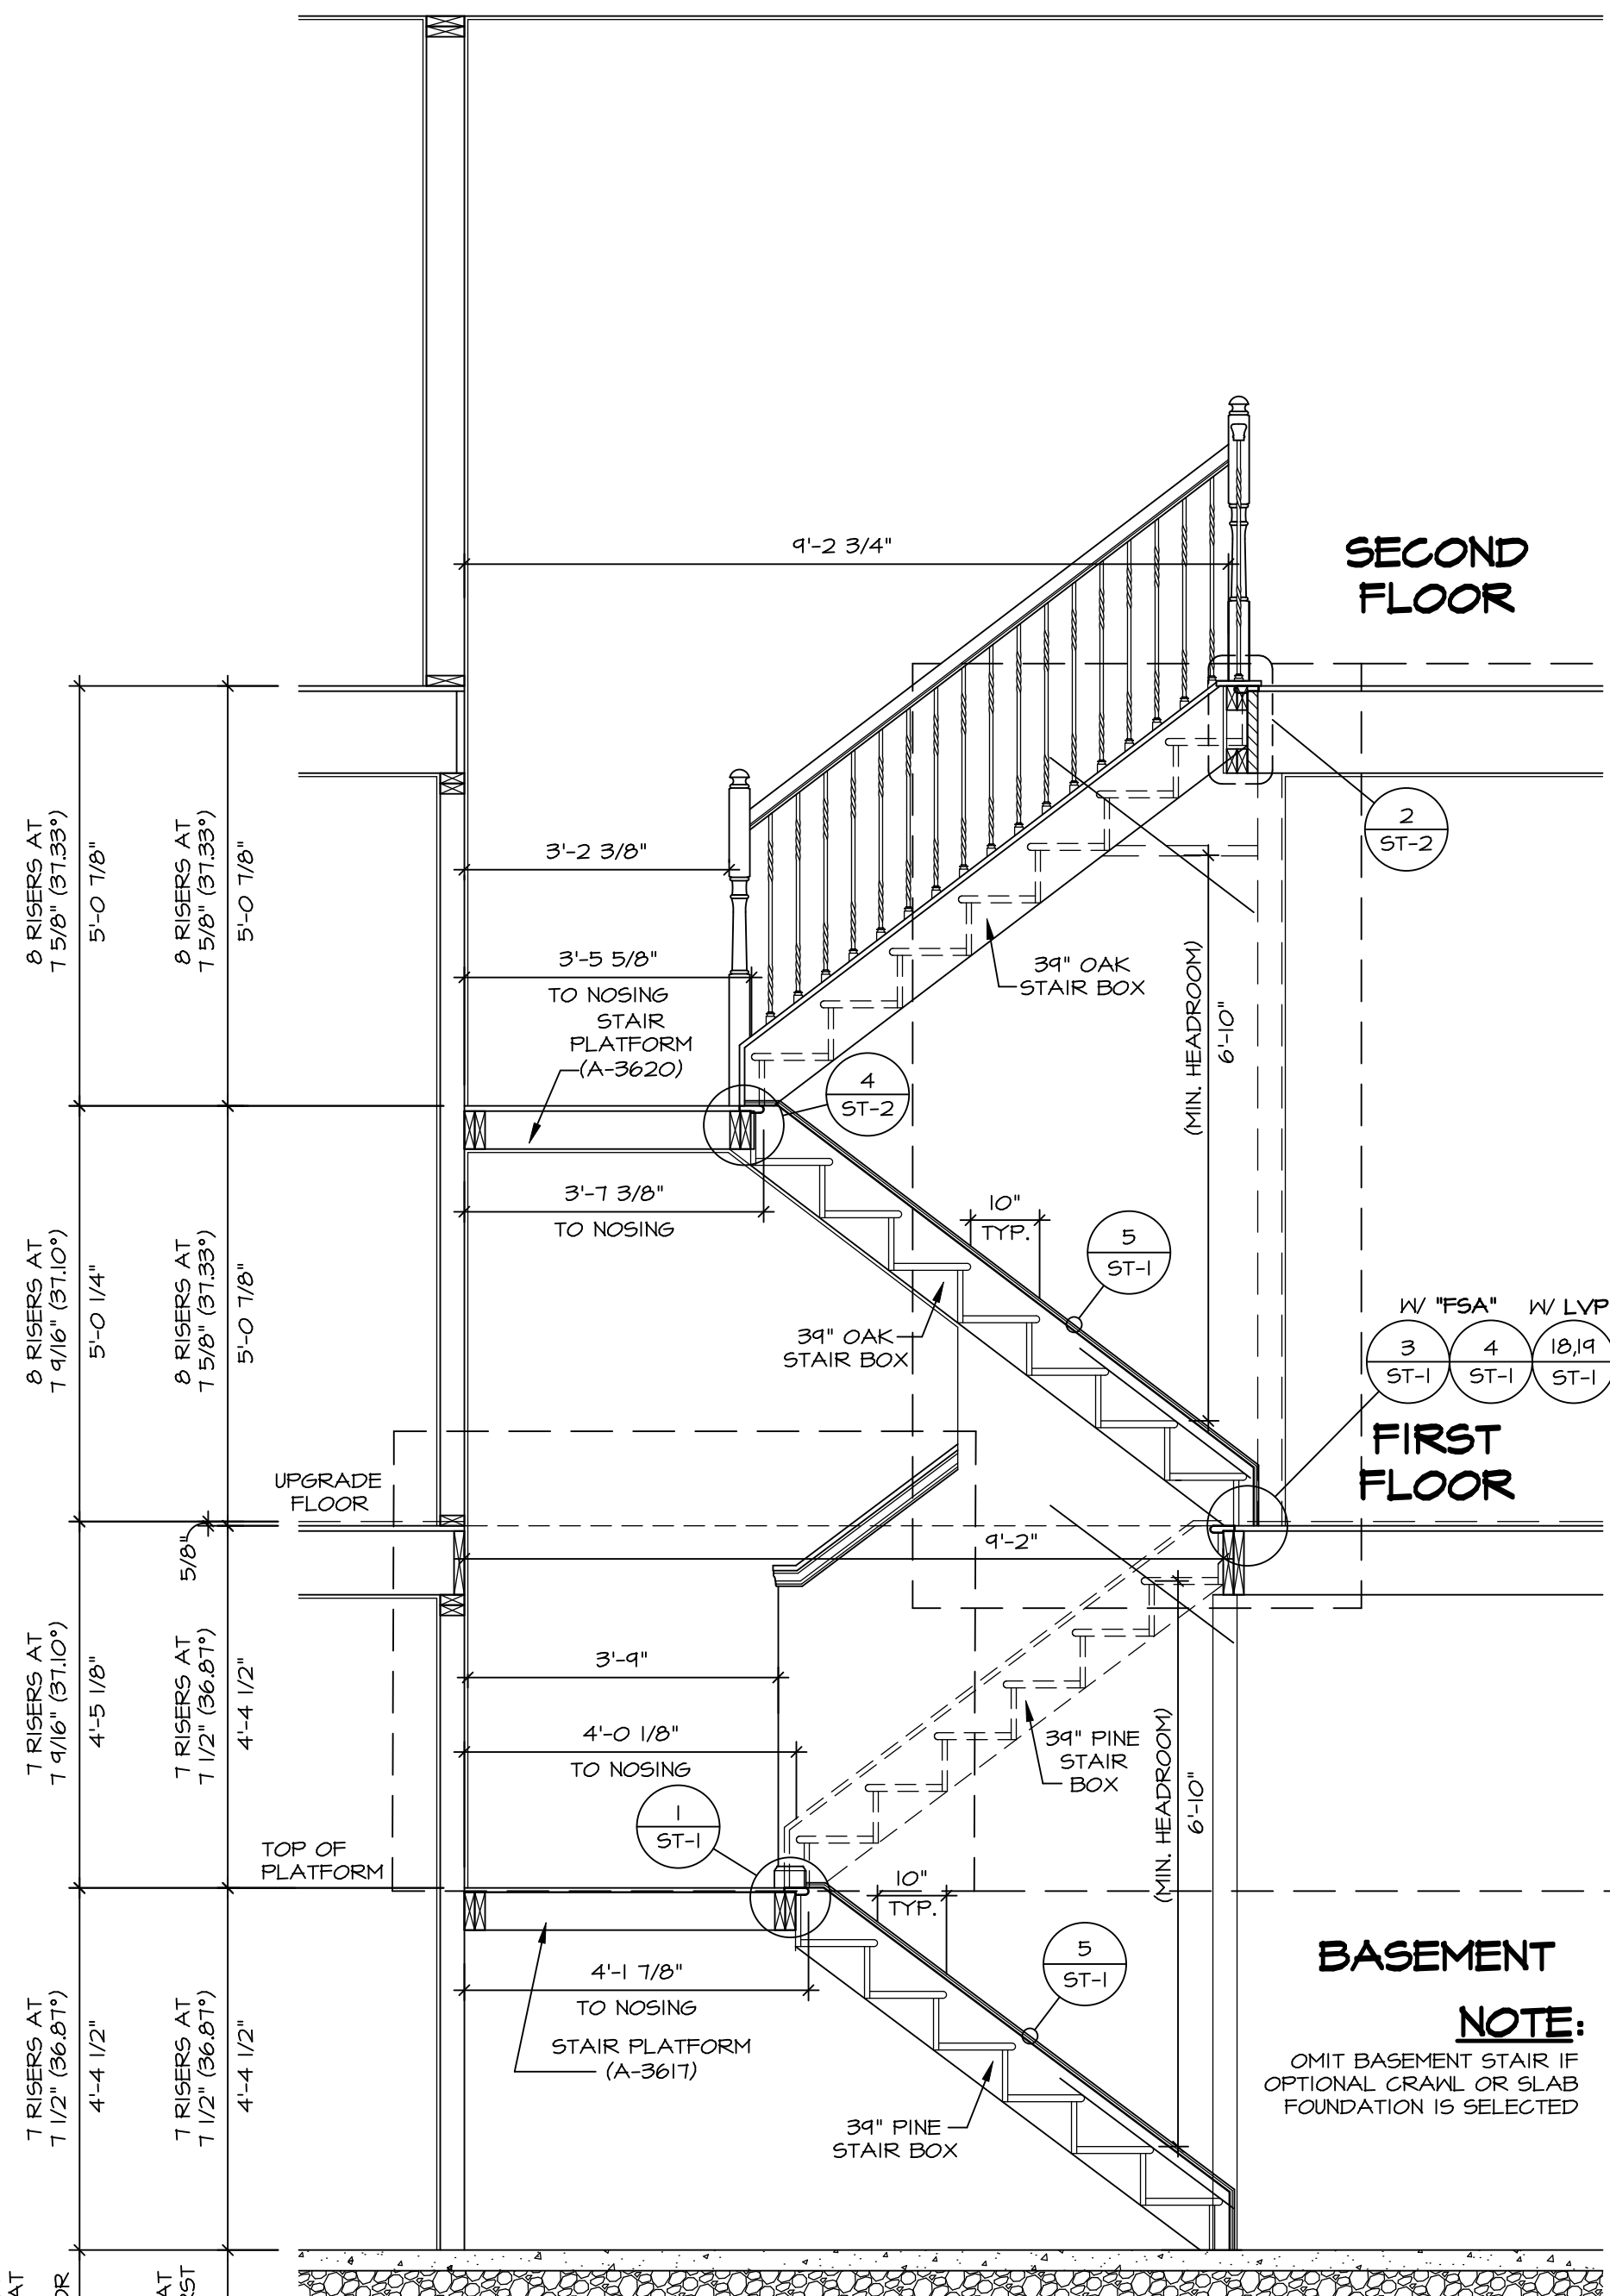 SECOND
FLOOR
9'-2 3/4"
3'-2 3/8"
2
ST-2
8 RISERS AT
7 5/8" (37.33°)
5'-0 7/8"
8 RISERS AT
7 5/8" (37.33°)
5'-0 7/8"
3'-5 5/8"
TO NOSING
STAIR
PLATFORM
(A-3620)
39" OAK
STAIR BOX
(MIN. HEADROOM)
6'-10"
4
ST-2
3'-7 3/8"
TO NOSING
10"
TYP.
5
ST-1
8 RISERS AT
7 9/16" (37.10°)
5'-0 1/4"
8 RISERS AT
7 5/8" (37.33°)
5'-0 7/8"
39" OAK
STAIR BOX
W/ "FSA" W/ LVP
3
ST-1
4
ST-1
18,19
ST-1
FIRST
FLOOR
UPGRADE
FLOOR
5/8"
9'-2"
7 RISERS AT
7 9/16" (37.10°)
4'-5 1/8"
7 RISERS AT
7 1/2" (36.87°)
4'-4 1/2"
3'-9"
4'-0 1/8"
TO NOSING
39" PINE
STAIR
BOX
(MIN. HEADROOM)
6'-10"
1
ST-1
TOP OF
PLATFORM
10"
TYP.
5
ST-1
BASEMENT
4'-1 7/8"
TO NOSING
STAIR PLATFORM
(A-3617)
7 RISERS AT
7 1/2" (36.87°)
4'-4 1/2"
7 RISERS AT
7 1/2" (36.87°)
4'-4 1/2"
39" PINE
STAIR BOX
NOTE:
OMIT BASEMENT STAIR IF
OPTIONAL CRAWL OR SLAB
FOUNDATION IS SELECTED
AT
AT